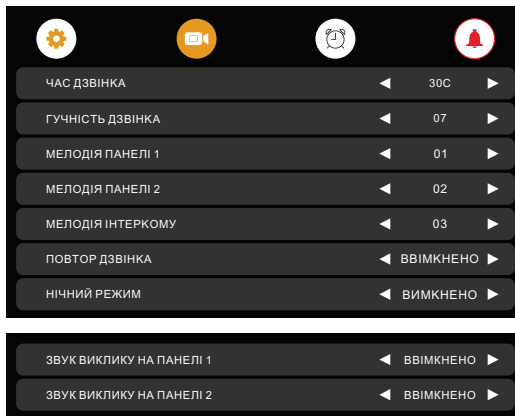 ЧАС ДЗВІНКА ◀ 30С ▶
ГУЧНІСТЬ ДЗВІНКА ◀ 07 ▶
МЕЛОДІЯ ПАНЕЛІ 1 ◀ 01 ▶
МЕЛОДІЯ ПАНЕЛІ 2 ◀ 02 ▶
МЕЛОДІЯ ІНТЕРКОМУ ◀ 03 ▶
ПОВТОР ДЗВІНКА ◀ ВВІМКНЕНО ▶
НІЧНИЙ РЕЖИМ ◀ ВИМКНЕНО ▶
ЗВУК ВИКЛИКУ НА ПАНЕЛІ 1 ◀ ВВІМКНЕНО ▶
ЗВУК ВИКЛИКУ НА ПАНЕЛІ 2 ◀ ВВІМКНЕНО ▶